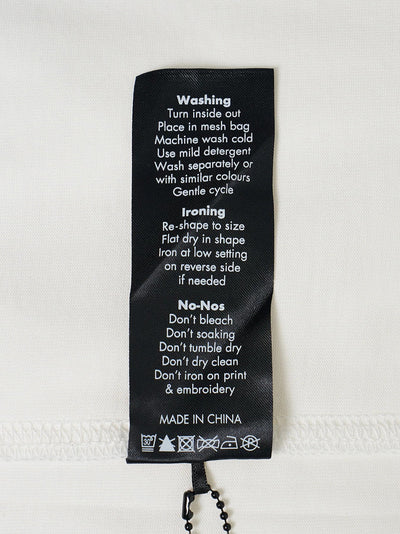 Washing
Turn inside out
Place in mesh bag
Machine wash cold
Use mild detergent
Wash separately or
with similar colours
Gentle cycle
Ironing
Re-shape to size
Flat dry in shape
Iron at low setting
on reverse side
if needed
No-Nos
Don't bleach
Don't soaking
Don't tumble dry
Don't dry clean
Don't iron on print
& embroidery
MADE IN CHINA
30°